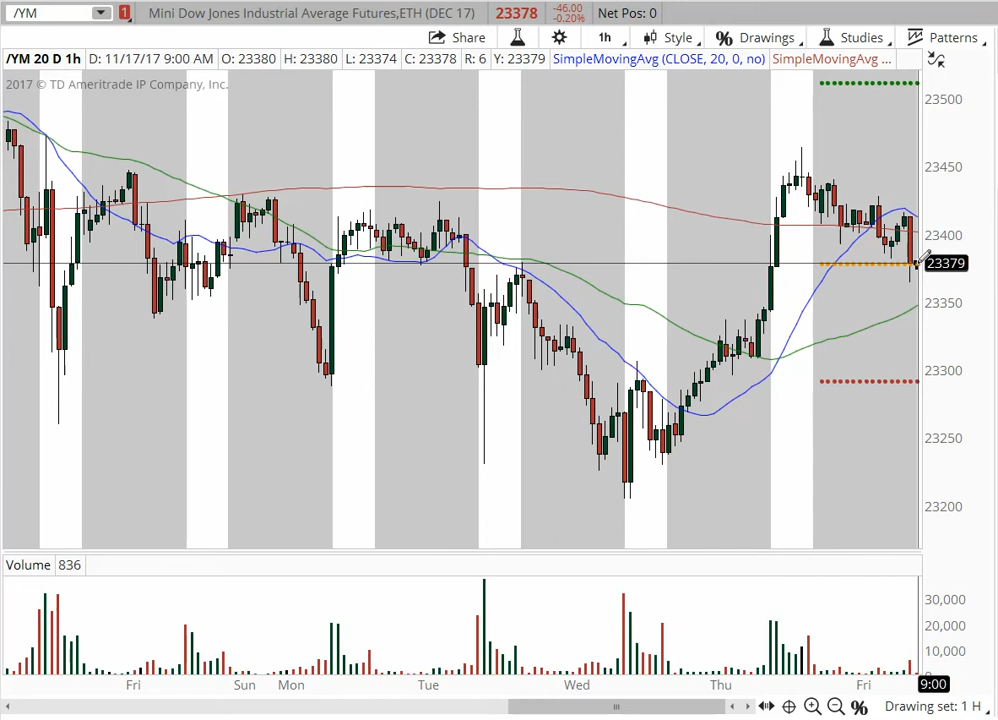 /YM 1 Mini Dow Jones Industrial Average Futures,ETH (DEC 17) 23378 -46.00 -0.20% Net Pos: 0
Share 1h Style % Drawings Studies Patterns
/YM 20 D 1h D: 11/17/17 9:00 AM O: 23380 H: 23380 L: 23374 C: 23378 R: 6 Y: 23379 SimpleMovingAvg (CLOSE, 20, 0, no) SimpleMovingAvg ...
2017 © TD Ameritrade IP Company, Inc.
23500
23450
23400
23379
23350
23300
23250
23200
Volume 836
30,000
20,000
10,000
0
Fri Sun Mon Tue Wed Thu Fri 9:00
% Drawing set: 1 H